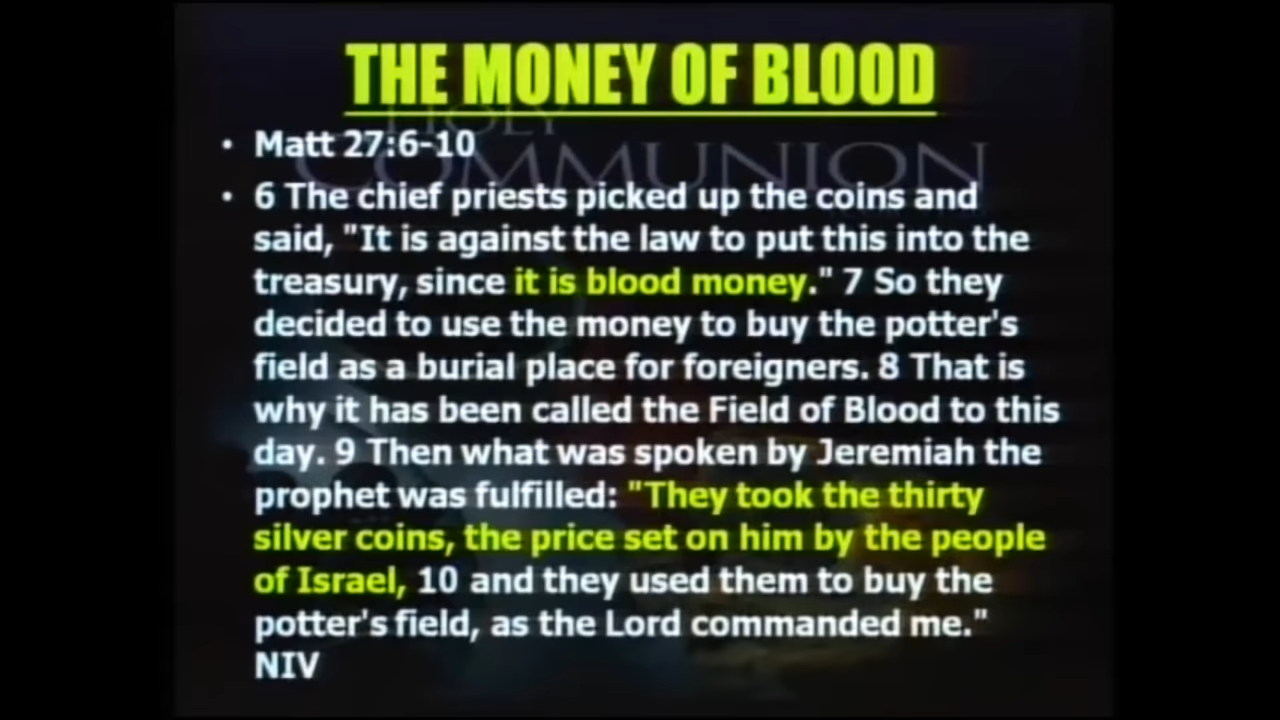 THE MONEY OF BLOOD
HOLY
COMMUNION
• Matt 27:6-10
• 6 The chief priests picked up the coins and
said, "It is against the law to put this into the
treasury, since it is blood money." 7 So they
decided to use the money to buy the potter's
field as a burial place for foreigners. 8 That is
why it has been called the Field of Blood to this
day. 9 Then what was spoken by Jeremiah the
prophet was fulfilled: "They took the thirty
silver coins, the price set on him by the people
of Israel, 10 and they used them to buy the
potter's field, as the Lord commanded me."
NIV